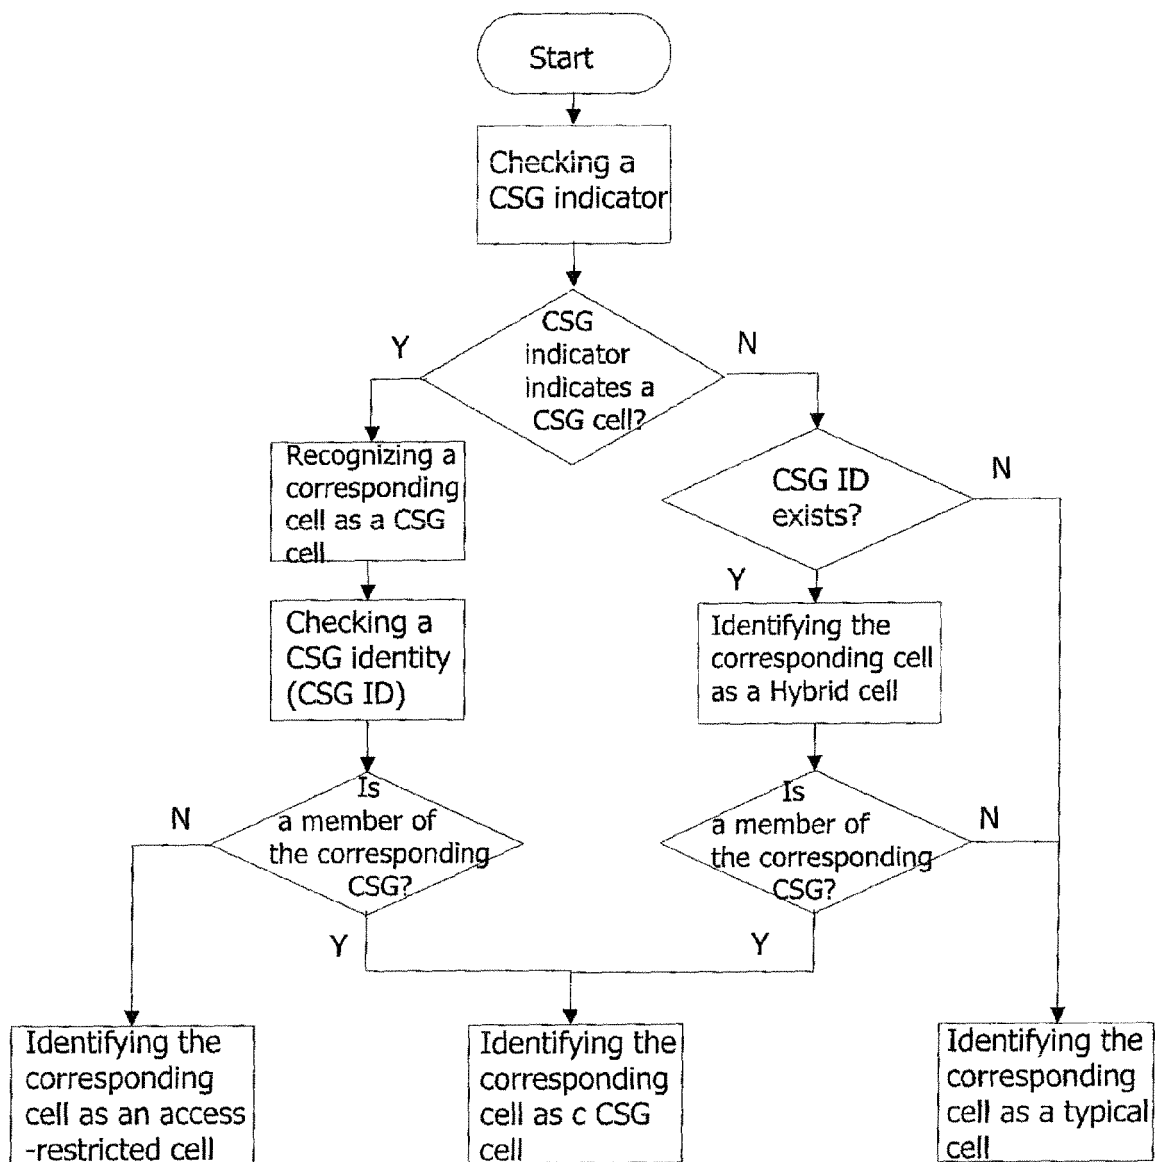 Start
Checking a
CSG indicator
CSG
indicator
indicates a
CSG cell?
Y
N
Recognizing a
corresponding
cell as a CSG
cell
CSG ID
exists?
N
Y
Checking a
CSG identity
(CSG ID)
Identifying the
corresponding cell
as a Hybrid cell
Is
a member of
the corresponding
CSG?
N
Y
Is
a member of
the corresponding
CSG?
N
Y
Identifying the
corresponding
cell as an access
-restricted cell
Identifying the
corresponding
cell as c CSG
cell
Identifying the
corresponding
cell as a typical
cell